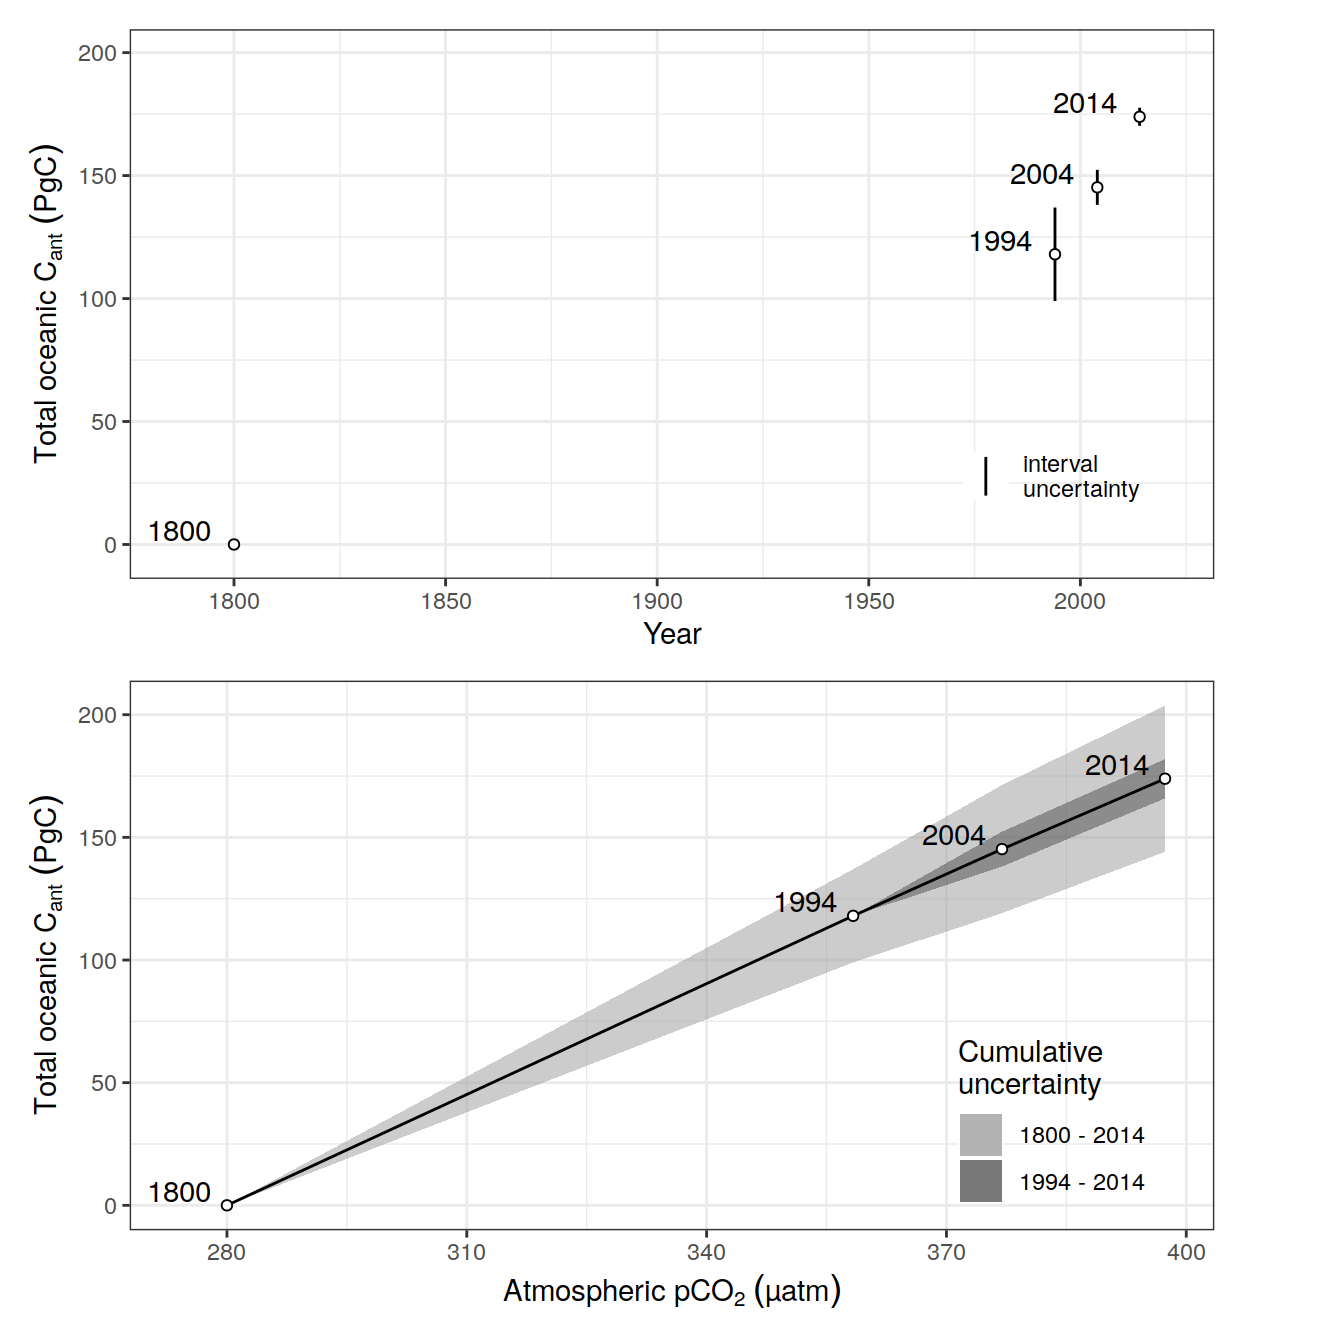 200
150
100
50
0
Total oceanic Cant (PgC)
2014
2004
1994
1800
interval
uncertainty
1800 1850 1900 1950 2000
Year
200
150
100
50
0
Total oceanic Cant (PgC)
2014
2004
1994
1800
Cumulative
uncertainty
1800 - 2014
1994 - 2014
280 310 340 370 400
Atmospheric pCO₂ (µatm)